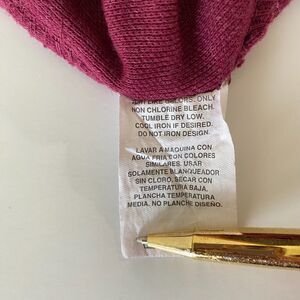 LIKE COLORS. ONLY
NON CHLORINE BLEACH.
TUMBLE DRY LOW.
COOL IRON IF DESIRED.
DO NOT IRON DESIGN.
LAVAR A MAQUINA CON
AGUA FRIA CON COLORES
SIMILARES. USAR
SOLAMENTE BLANQUEADOR
SIN CLORO. SECAR CON
TEMPERATURA BAJA.
PLANCHA TEMPERATURA
MEDIA. NO PLANCHE DISEÑO.